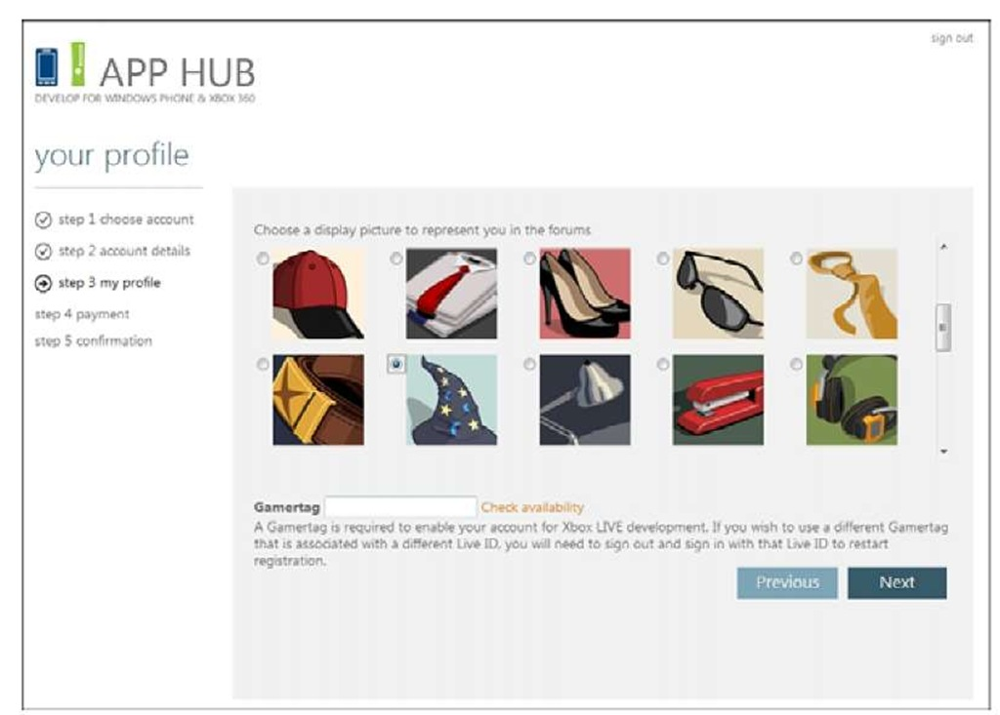 sign out
APP HUB
DEVELOP FOR WINDOWS PHONE & XBOX 360
your profile
step 1 choose account
step 2 account details
step 3 my profile
step 4 payment
step 5 confirmation
Choose a display picture to represent you in the forums
Gamertag Check availability
A Gamertag is required to enable your account for Xbox LIVE development. If you wish to use a different Gamertag
that is associated with a different Live ID, you will need to sign out and sign in with that Live ID to restart
registration.
Previous Next